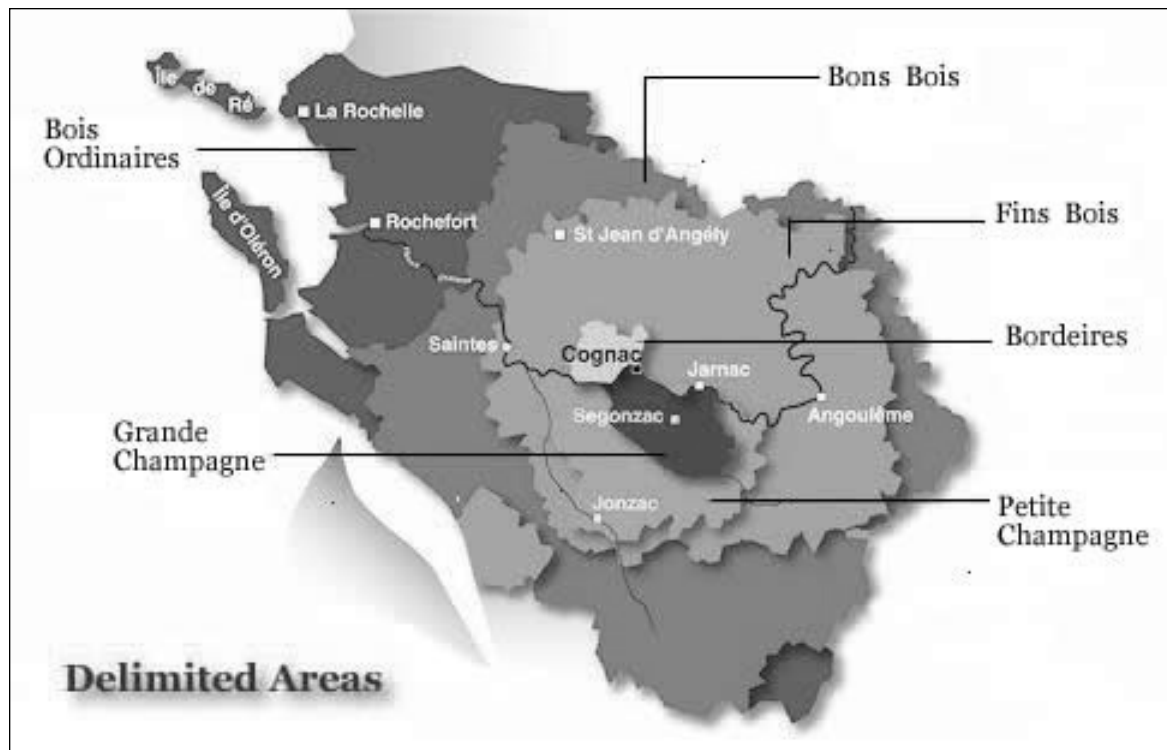 Bons Bois
Île de Ré
La Rochelle
Bois
Ordinaires
Île d'Oléron
Rochefort
Fins Bois
St Jean d'Angély
Saintes
Cognac
Bordeires
Jarnac
Segonzac
Angoulême
Grande
Champagne
Jonzac
Petite
Champagne
Delimited Areas